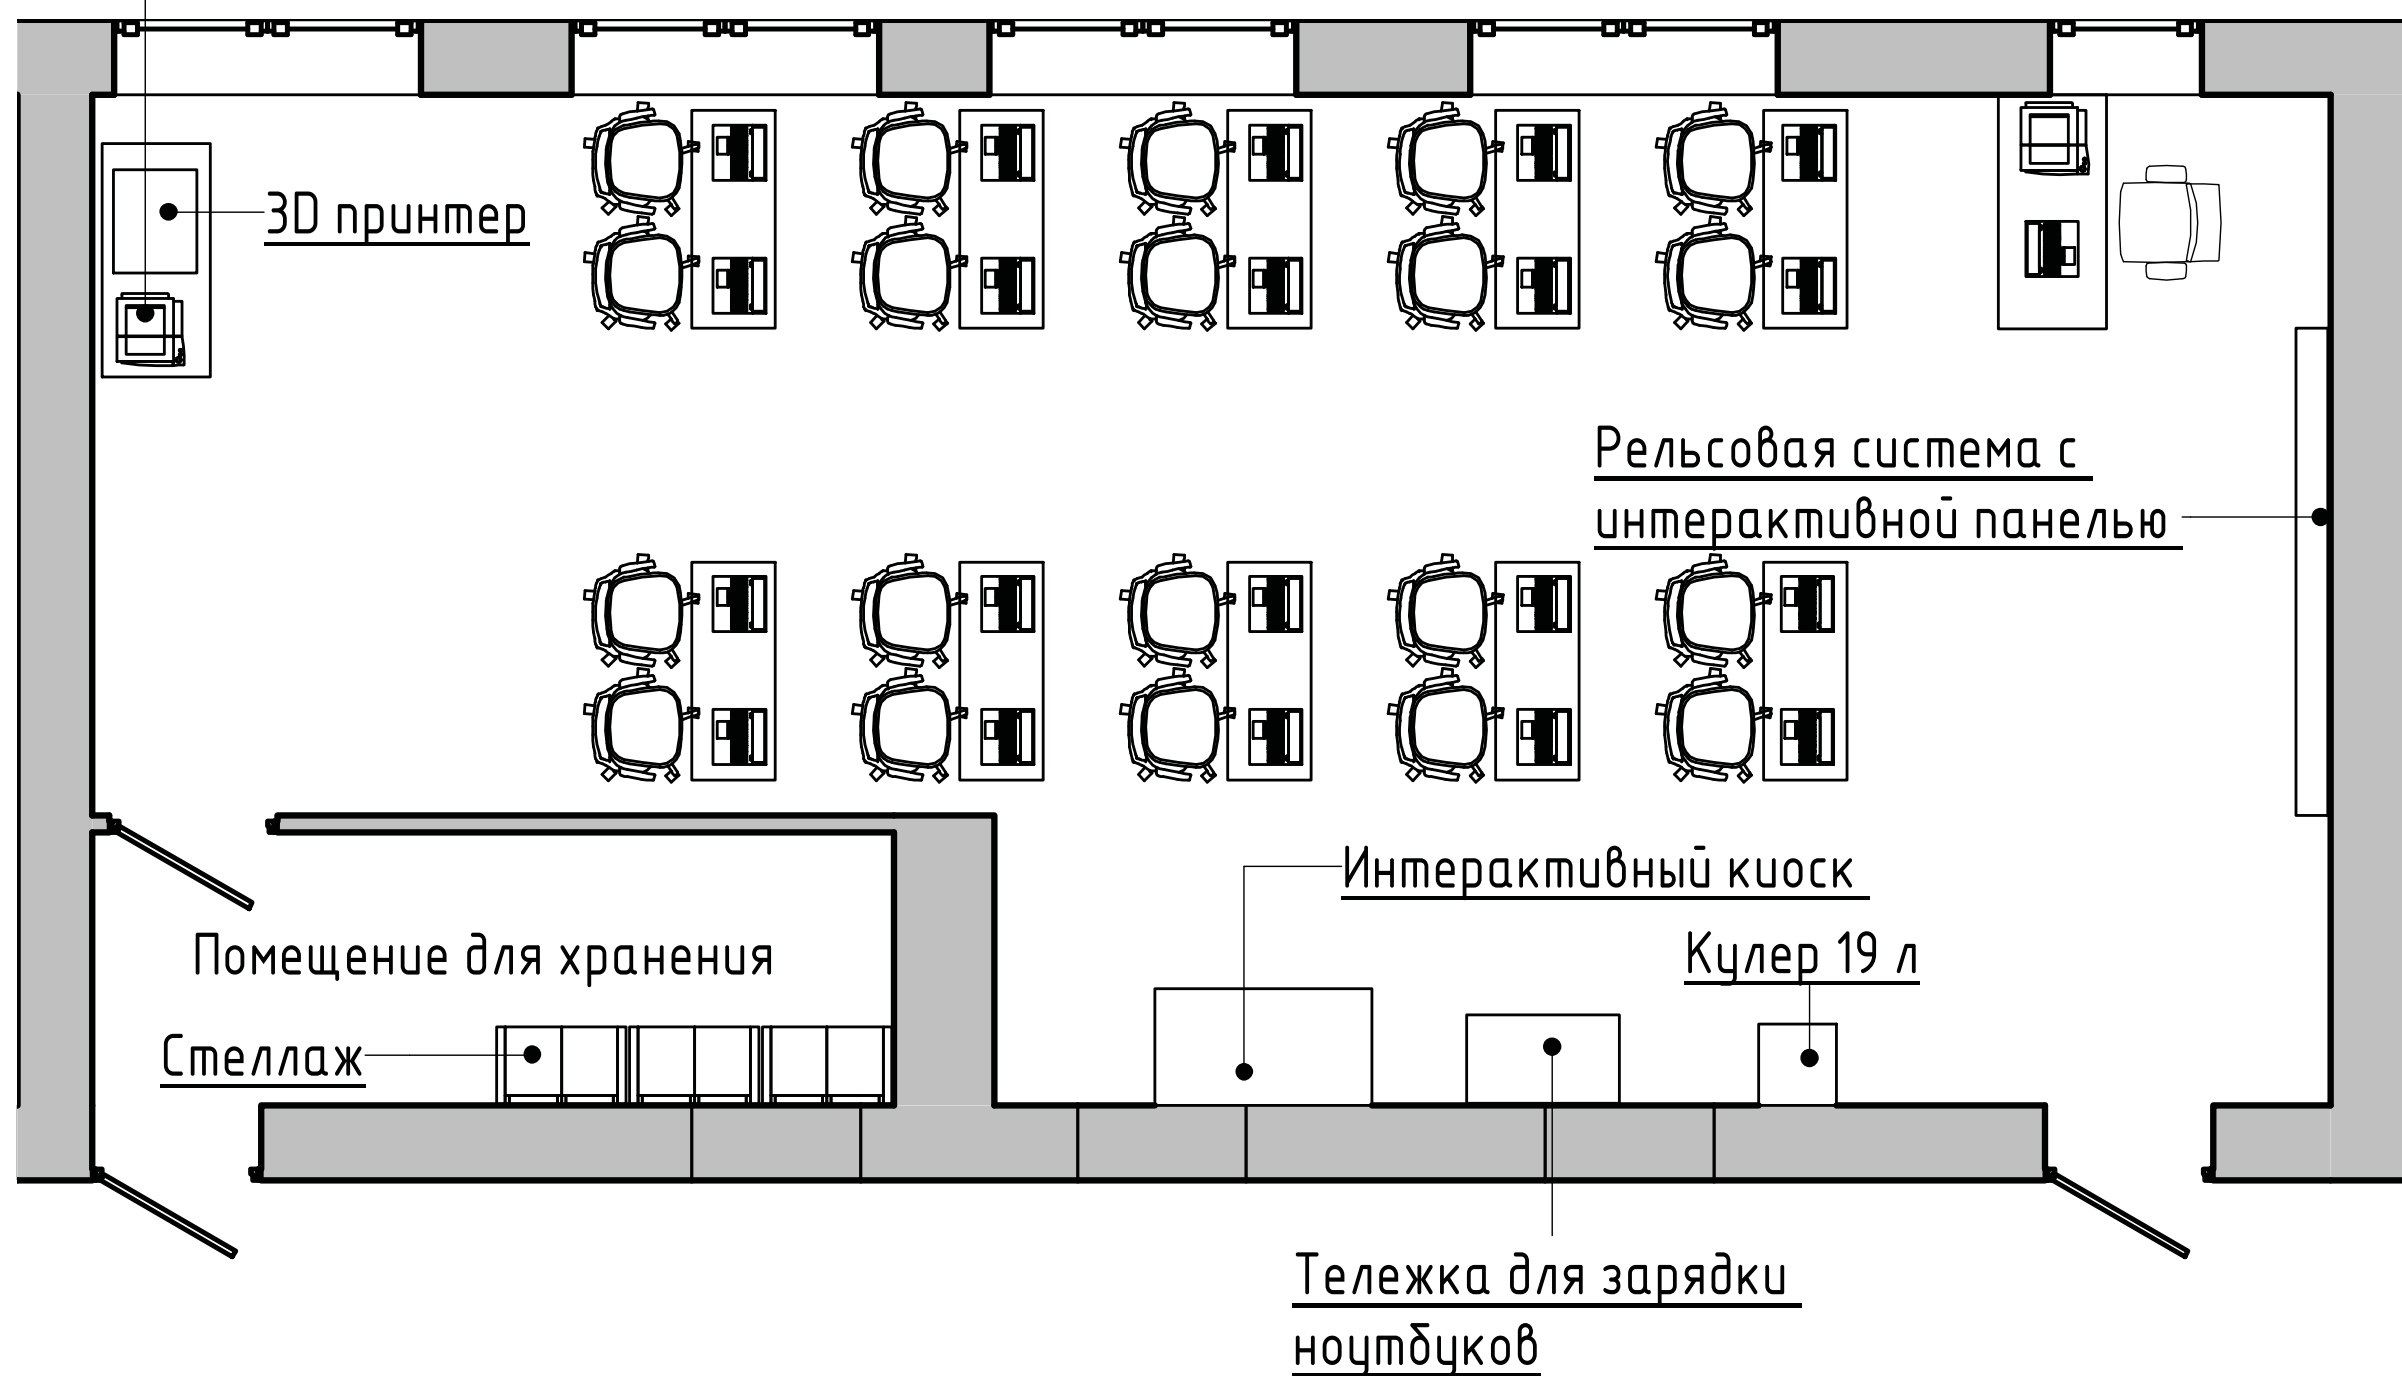 3D принтер
Рельсовая система с
интерактивной панелью
Интерактивный киоск
Помещение для хранения
Кулер 19 л
Стеллаж
Тележка для зарядки
ноутбуков